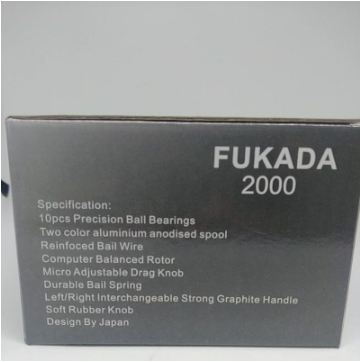 FUKADA
2000
Specification:
10pcs Precision Ball Bearings
Two color aluminium anodised spool
Reinfoced Bail Wire
Computer Balanced Rotor
Micro Adjustable Drag Knob
Durable Bail Spring
Left/Right Interchangeable Strong Graphite Handle
Soft Rubber Knob
Design By Japan